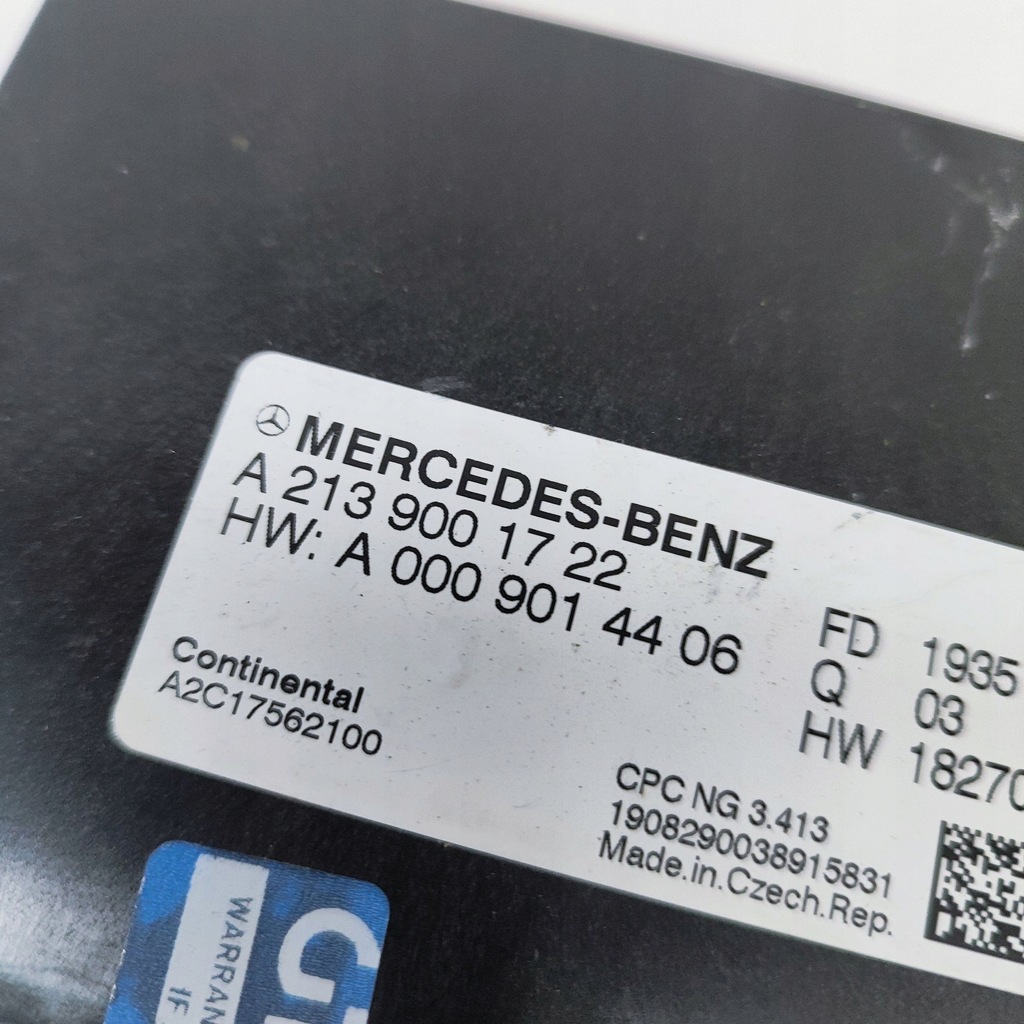 MERCEDES-BENZ
A 213 900 17 22
HW: A 000 901 44 06
FD 1935
Q 03
HW 18270
Continental
A2C17562100
CPC NG 3.413
1908290038915831
Made.in.Czech.Rep.
IF